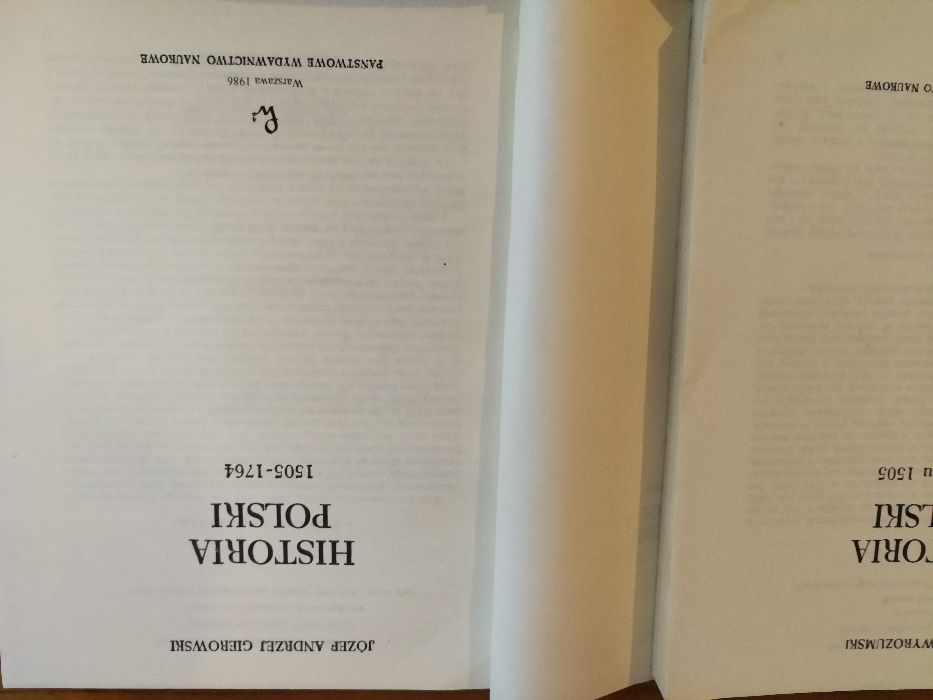 JÓZEF ANDRZEJ GIEROWSKI
HISTORIA
POLSKI
1505-1764
Warszawa 1986
PAŃSTWOWE WYDAWNICTWO NAUKOWE
WYROZUMSKI
TORIA
LSKI
u 1505
O NAUKOWE